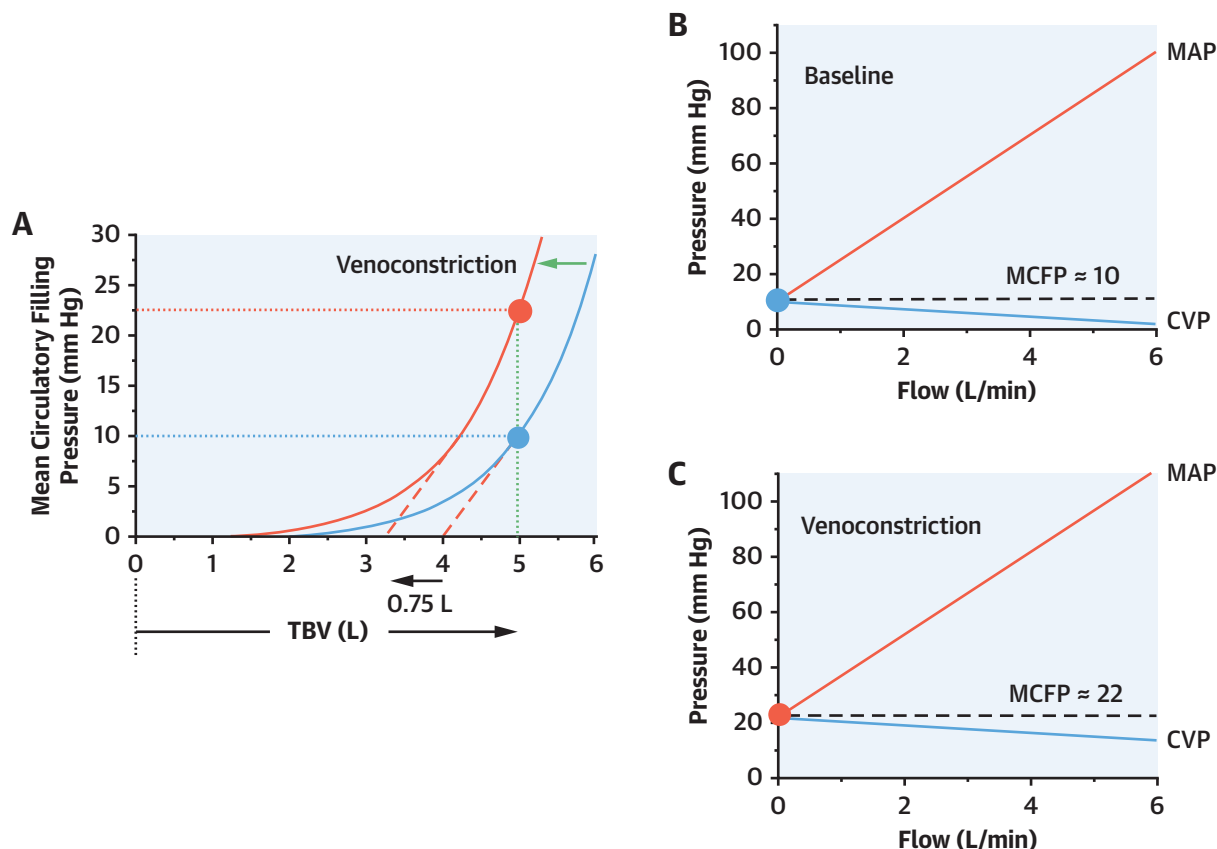 A
Mean Circulatory Filling
Pressure (mm Hg)
30
25
20
15
10
5
0
Venoconstriction
0 1 2 3 4 5 6
0.75 L
TBV (L)
B
Pressure (mm Hg)
100
80
60
40
20
0
Baseline
MAP
MCFP ≈ 10
CVP
0 2 4 6
Flow (L/min)
C
Pressure (mm Hg)
100
80
60
40
20
0
Venoconstriction
MAP
MCFP ≈ 22
CVP
0 2 4 6
Flow (L/min)